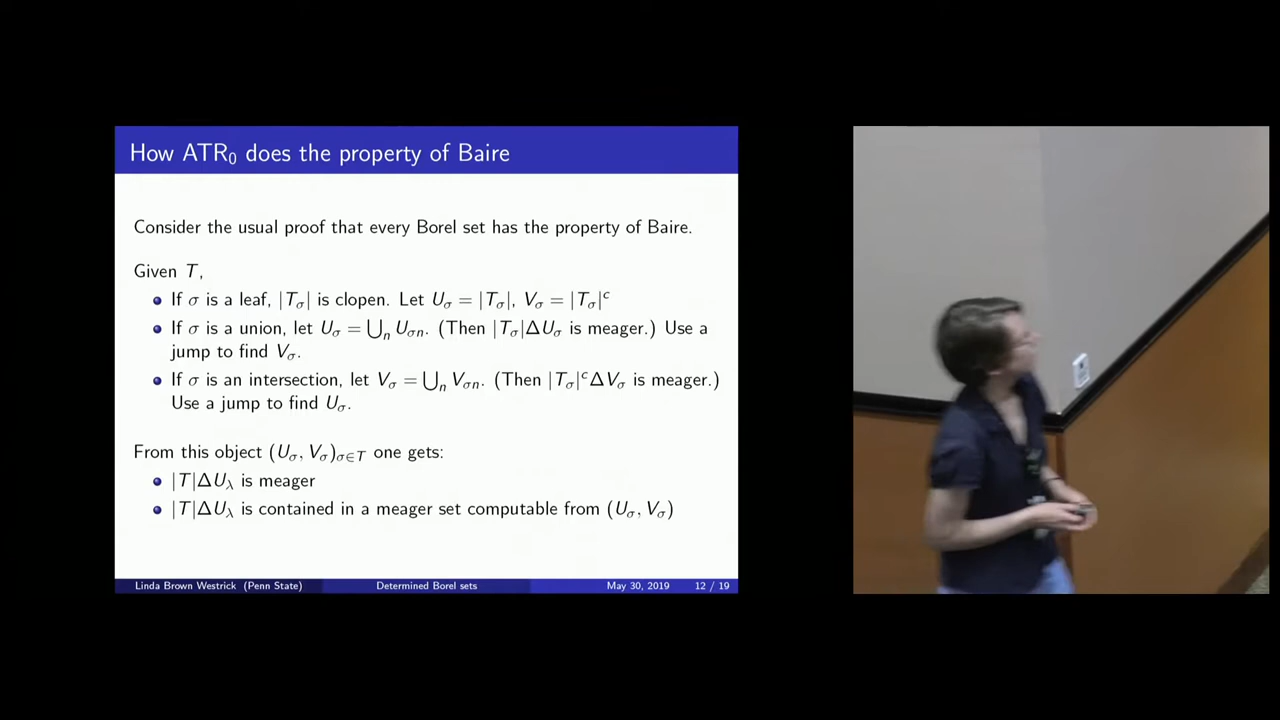 How ATR₀ does the property of Baire
Consider the usual proof that every Borel set has the property of Baire.
Given T,
If σ is a leaf, |T_σ| is clopen. Let U_σ = |T_σ|, V_σ = |T_σ|^c
If σ is a union, let U_σ = ⋃_n U_σn. (Then |T_σ|ΔU_σ is meager.) Use a
jump to find V_σ.
If σ is an intersection, let V_σ = ⋃_n V_σn. (Then |T_σ|^cΔV_σ is meager.)
Use a jump to find U_σ.
From this object (U_σ, V_σ)_σ∈T one gets:
|T|ΔU_λ is meager
|T|ΔU_λ is contained in a meager set computable from (U_σ, V_σ)
Linda Brown Westrick (Penn State) Determined Borel sets May 30, 2019 12 / 19